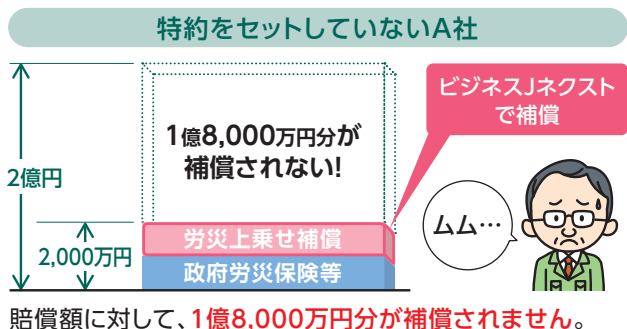 特約をセットしていないA社
ビジネスJネクスト
で補償
1億8,000万円分が
補償されない!
2億円
ムム…
労災上乗せ補償
2,000万円
政府労災保険等
賠償額に対して、1億8,000万円分が補償されません。